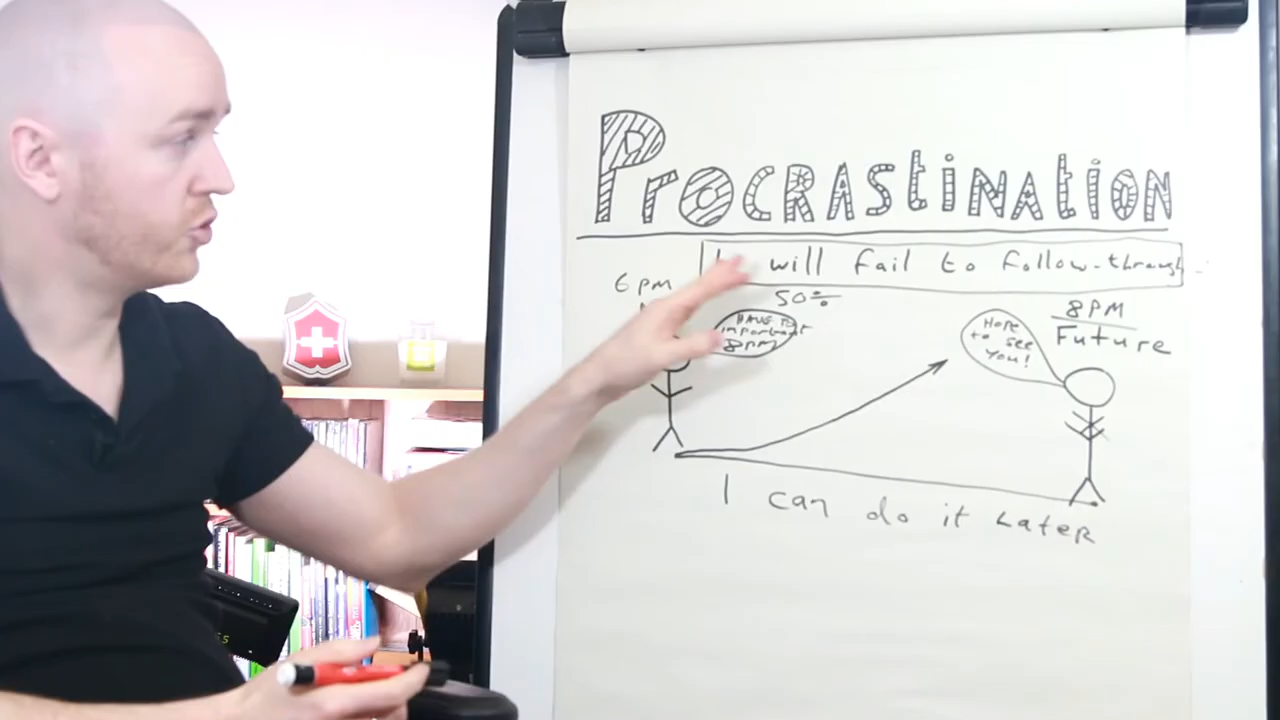 Procrastination
I will fail to follow-through
6pm
50%
HAVE TO
important
8pm
HOPE
to see
you!
8PM
Future
I can do it Later